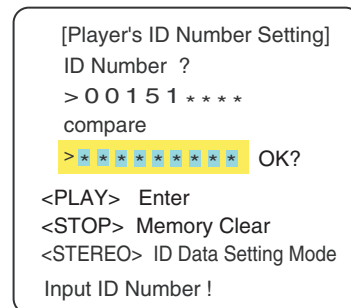 [Player's ID Number Setting]
ID Number ?
>00151****
compare
>********* OK?
<PLAY> Enter
<STOP> Memory Clear
<STEREO> ID Data Setting Mode
Input ID Number !